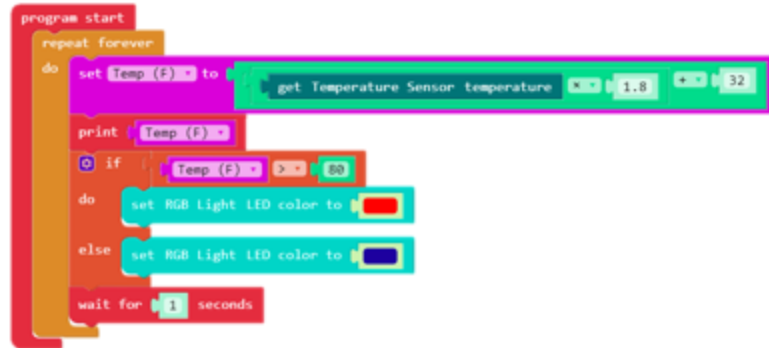 program start
repeat forever
do set Temp (F) to get Temperature Sensor temperature × 1.8 + 32
print Temp (F)
if Temp (F) > 80
do set RGB Light LED color to
else set RGB Light LED color to
wait for 1 seconds